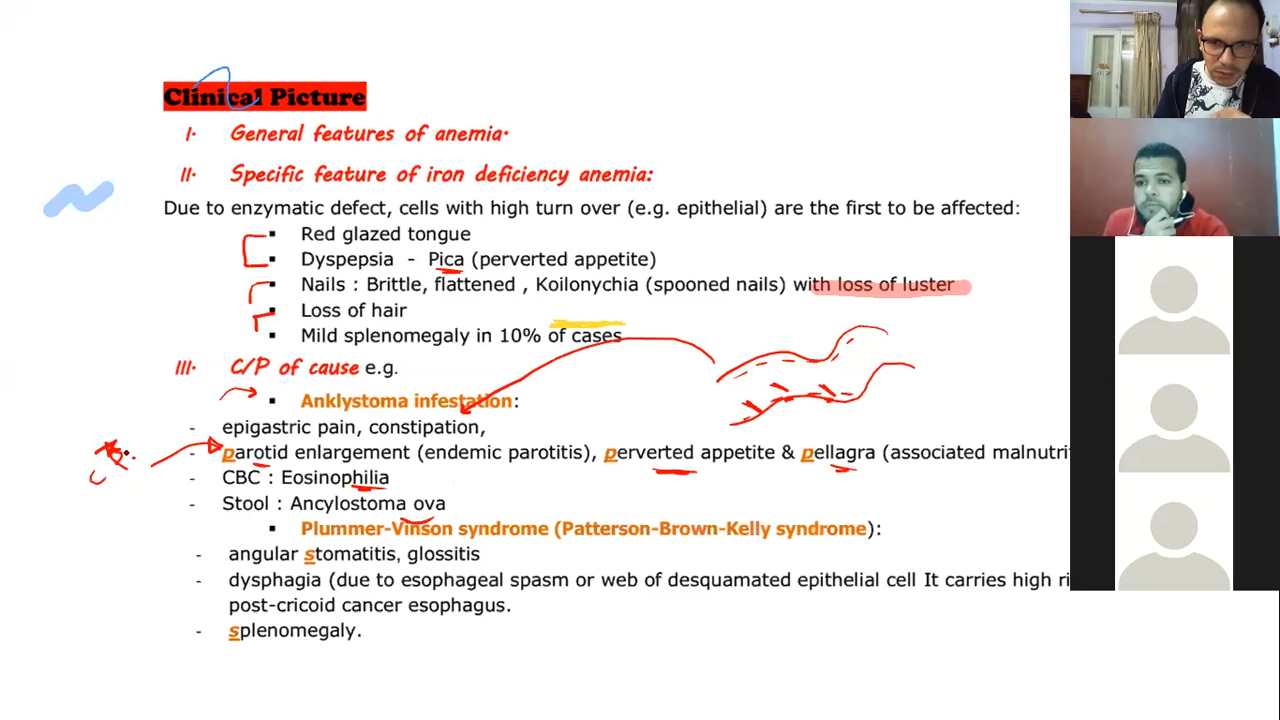 Clinical Picture
I. General features of anemia.
II. Specific feature of iron deficiency anemia:
Due to enzymatic defect, cells with high turn over (e.g. epithelial) are the first to be affected:
▪ Red glazed tongue
▪ Dyspepsia - Pica (perverted appetite)
▪ Nails : Brittle, flattened , Koilonychia (spooned nails) with loss of luster
▪ Loss of hair
▪ Mild splenomegaly in 10% of cases
III. C/P of cause e.g.
▪ Anklystoma infestation:
- epigastric pain, constipation,
- parotid enlargement (endemic parotitis), perverted appetite & pellagra (associated malnutri
- CBC : Eosinophilia
- Stool : Ancylostoma ova
▪ Plummer-Vinson syndrome (Patterson-Brown-Kelly syndrome):
- angular stomatitis, glossitis
- dysphagia (due to esophageal spasm or web of desquamated epithelial cell It carries high ri
post-cricoid cancer esophagus.
- splenomegaly.